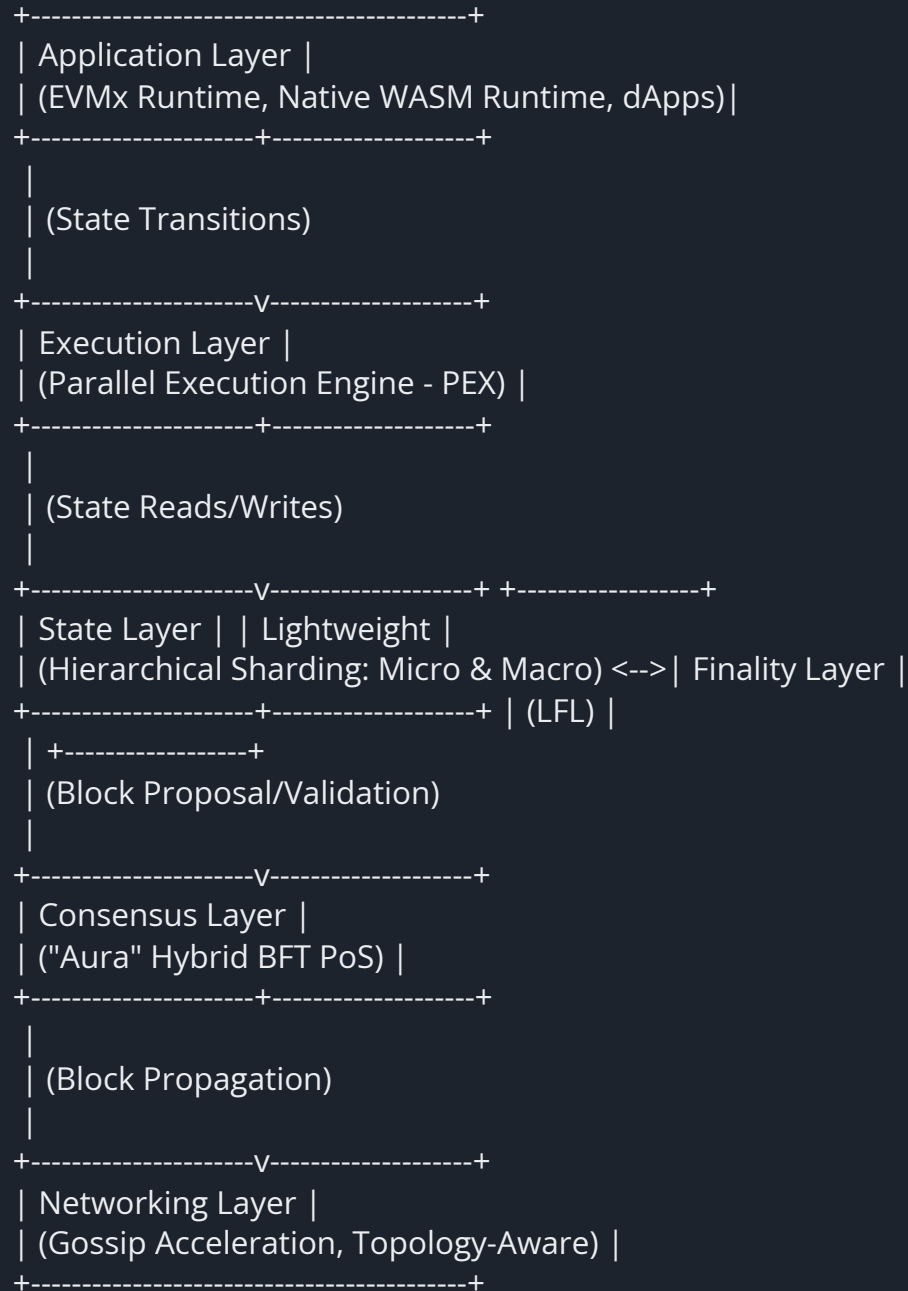 +-------------------------------------------+
| Application Layer |
| (EVMx Runtime, Native WASM Runtime, dApps)|
+----------------------+--------------------+
|
| (State Transitions)
|
+----------------------v--------------------+
| Execution Layer |
| (Parallel Execution Engine - PEX) |
+----------------------+--------------------+
|
| (State Reads/Writes)
|
+----------------------v--------------------+ +------------------+
| State Layer | | Lightweight |
| (Hierarchical Sharding: Micro & Macro) <-->| Finality Layer |
+----------------------+--------------------+ | (LFL) |
| +------------------+
| (Block Proposal/Validation)
|
+----------------------v--------------------+
| Consensus Layer |
| ("Aura" Hybrid BFT PoS) |
+----------------------+--------------------+
|
| (Block Propagation)
|
+----------------------v--------------------+
| Networking Layer |
| (Gossip Acceleration, Topology-Aware) |
+-------------------------------------------+